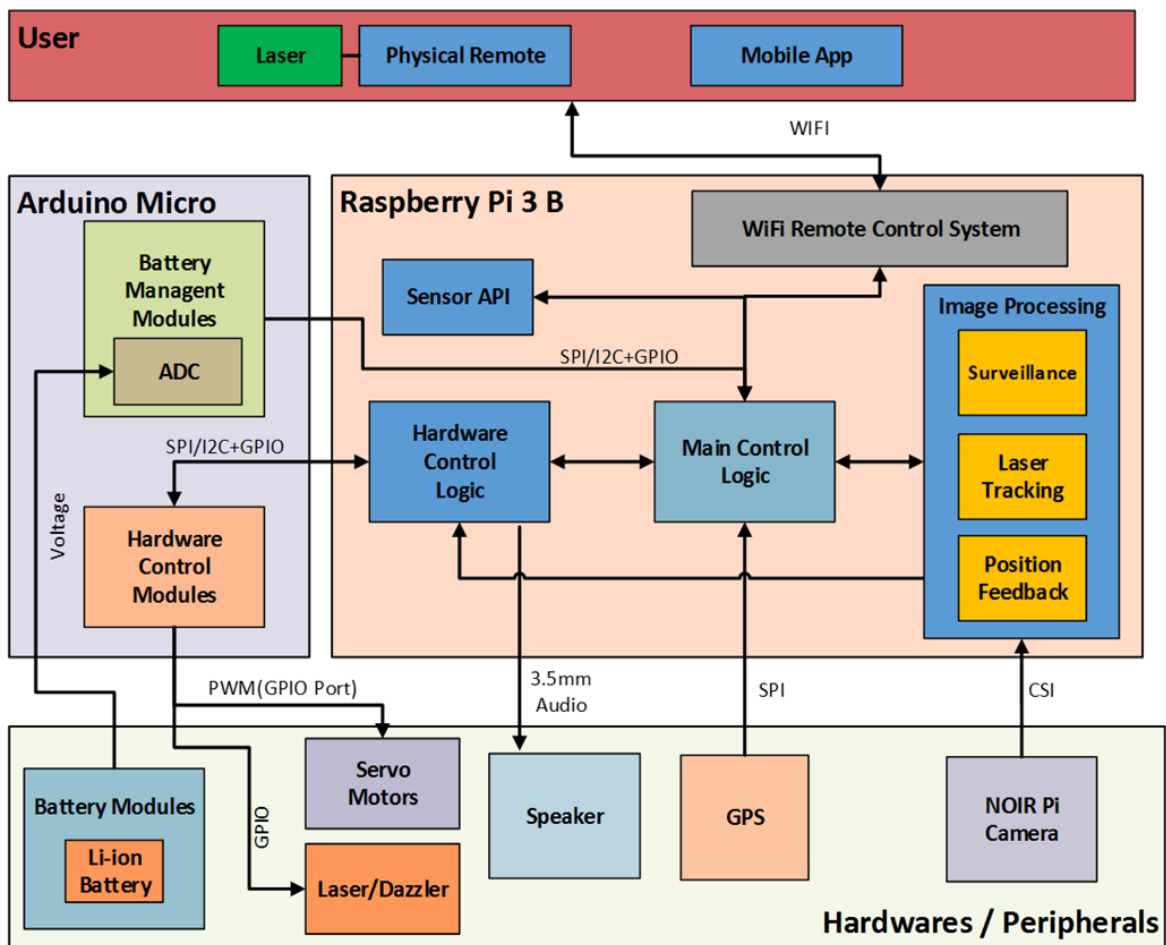 User
Laser
Physical Remote
Mobile App
WIFI
Arduino Micro
Battery
Managent
Modules
ADC
SPI/I2C+GPIO
Hardware
Control
Modules
Voltage
Raspberry Pi 3 B
WiFi Remote Control System
Sensor API
SPI/I2C+GPIO
Hardware
Control
Logic
Main Control
Logic
Image Processing
Surveillance
Laser
Tracking
Position
Feedback
PWM(GPIO Port)
3.5mm
Audio
SPI
CSI
GPIO
Battery Modules
Li-ion
Battery
Servo
Motors
Laser/Dazzler
Speaker
GPS
NOIR Pi
Camera
Hardwares / Peripherals